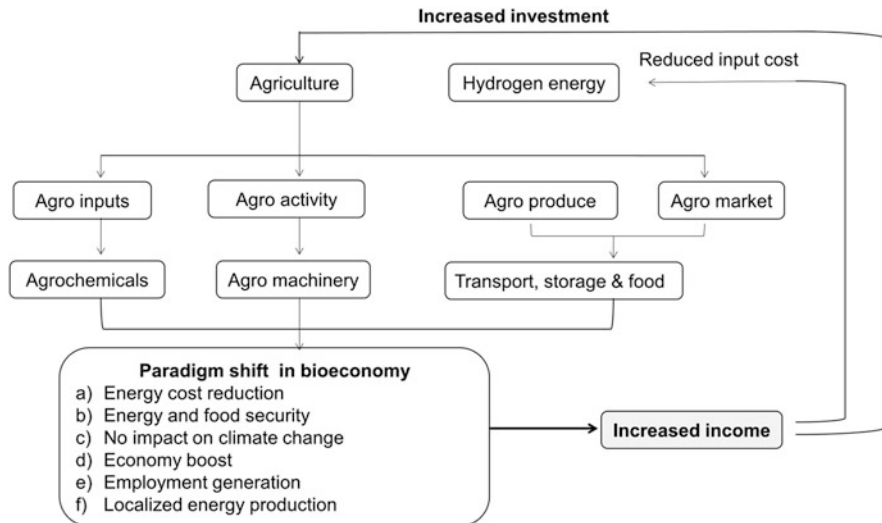 Increased investment
Reduced input cost
Agriculture
Hydrogen energy
Agro inputs
Agro activity
Agro produce
Agro market
Agrochemicals
Agro machinery
Transport, storage & food
Paradigm shift in bioeconomy
a) Energy cost reduction
b) Energy and food security
c) No impact on climate change
d) Economy boost
e) Employment generation
f) Localized energy production
Increased income